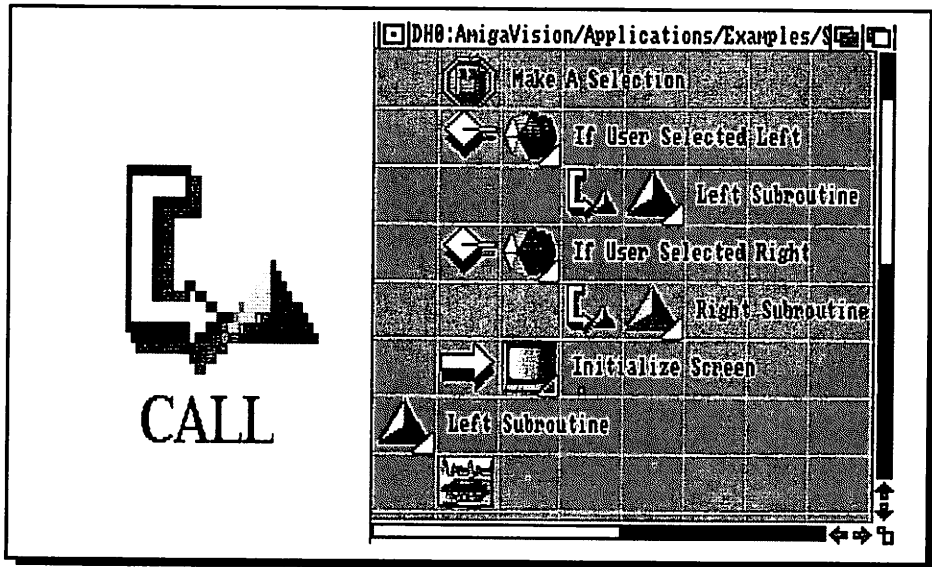 DH0:AmigaVision/Applications/Examples/S
Make A Selection
If User Selected Left
Left Subroutine
If User Selected Right
Right Subroutine
Initialize Screen
Left Subroutine
CALL